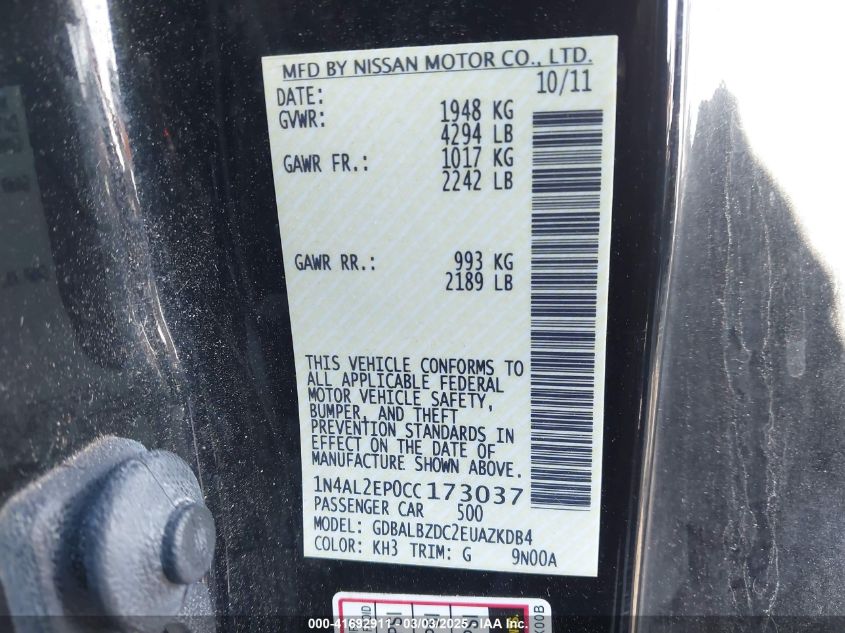 MFD BY NISSAN MOTOR CO., LTD.
DATE: 10/11
GVWR: 1948 KG
4294 LB
GAWR FR.: 1017 KG
2242 LB
GAWR RR.: 993 KG
2189 LB
THIS VEHICLE CONFORMS TO
ALL APPLICABLE FEDERAL
MOTOR VEHICLE SAFETY,
BUMPER, AND THEFT
PREVENTION STANDARDS IN
EFFECT ON THE DATE OF
MANUFACTURE SHOWN ABOVE.
1N4AL2EP0CC173037
PASSENGER CAR 500
MODEL: GDBALBZDC2EUAZKDB4
COLOR: KH3 TRIM: G 9N00A
000-41692911 - 03/03/2025 - IAA Inc.